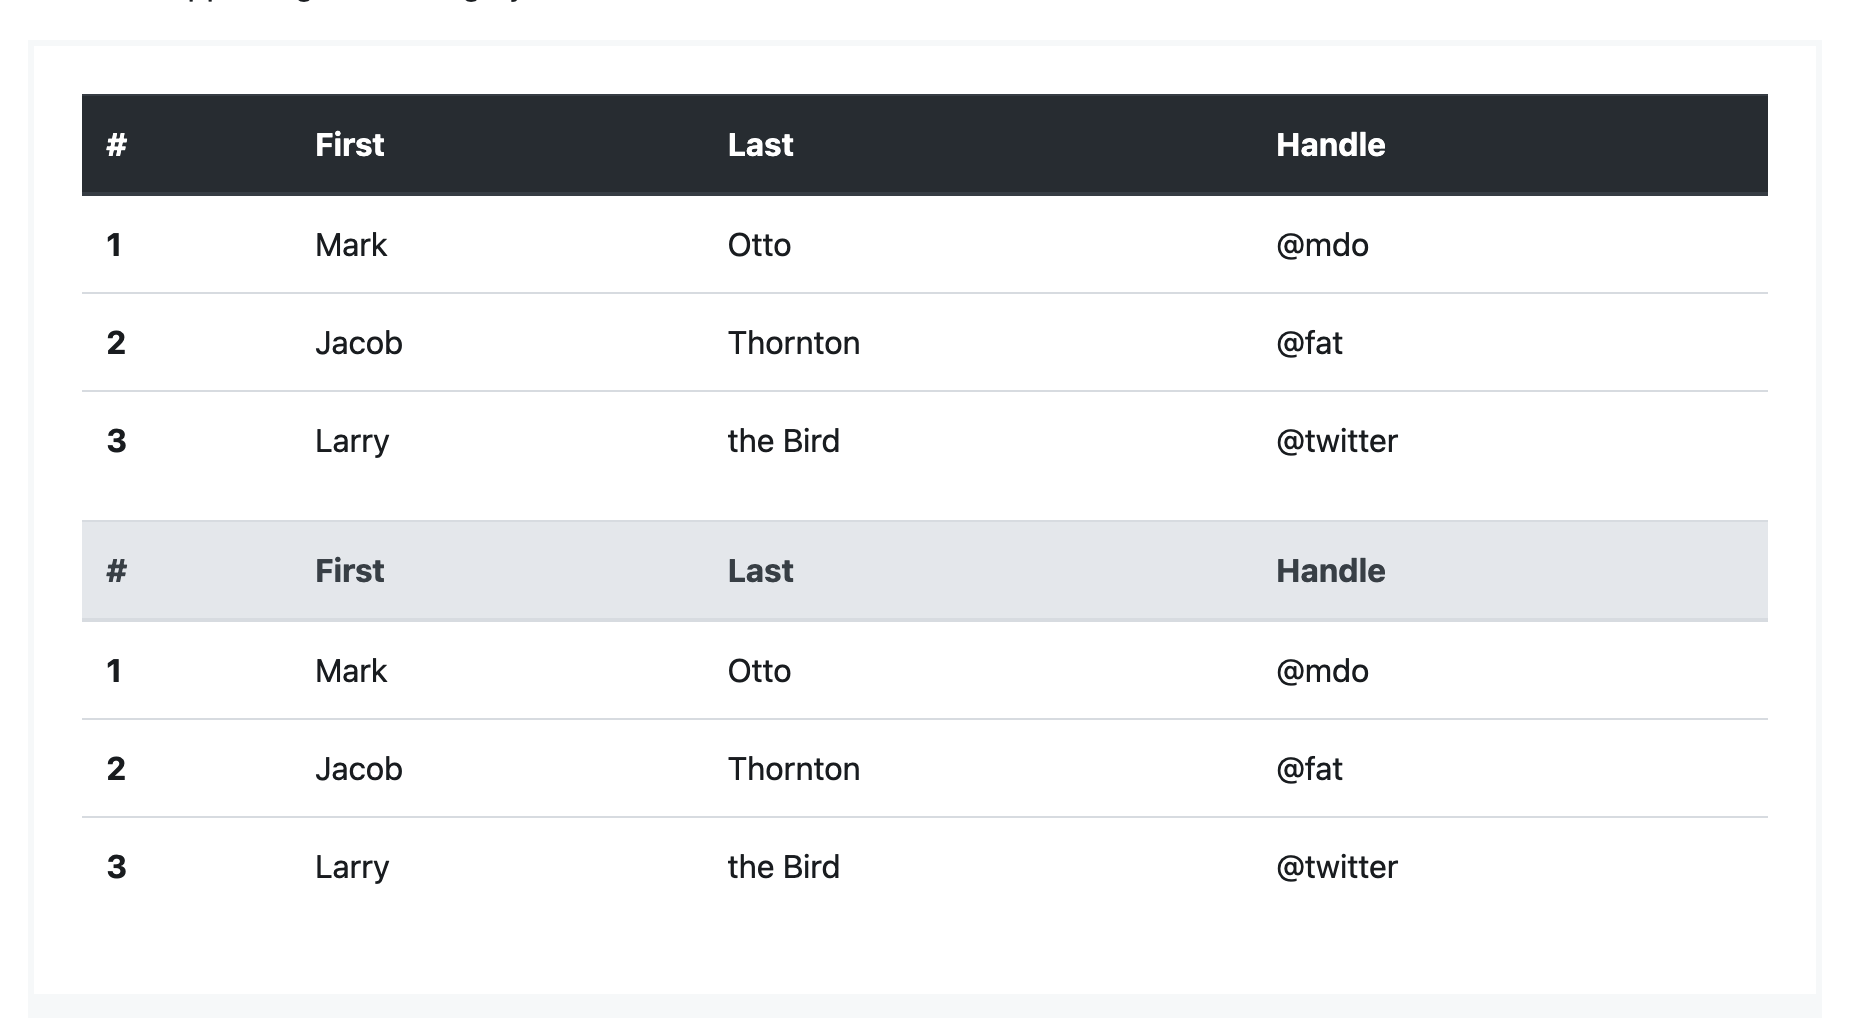 # First Last Handle
1 Mark Otto @mdo
2 Jacob Thornton @fat
3 Larry the Bird @twitter
# First Last Handle
1 Mark Otto @mdo
2 Jacob Thornton @fat
3 Larry the Bird @twitter